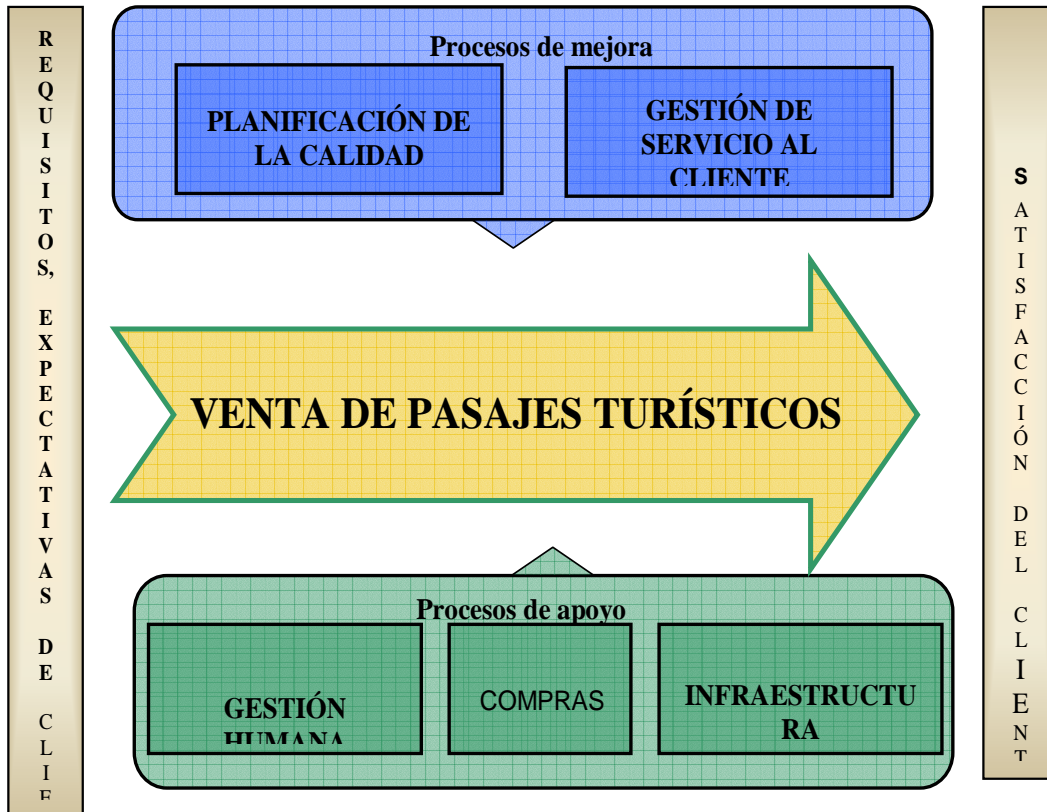 REQUISITOS, EXPECTATIVAS DE CLIE
Procesos de mejora
PLANIFICACIÓN DE
LA CALIDAD
GESTIÓN DE
SERVICIO AL
CLIENTE
VENTA DE PASAJES TURÍSTICOS
Procesos de apoyo
GESTIÓN
HUMANA
COMPRAS
INFRAESTRUCTU
RA
SATISFACCIÓN DEL CLIENT